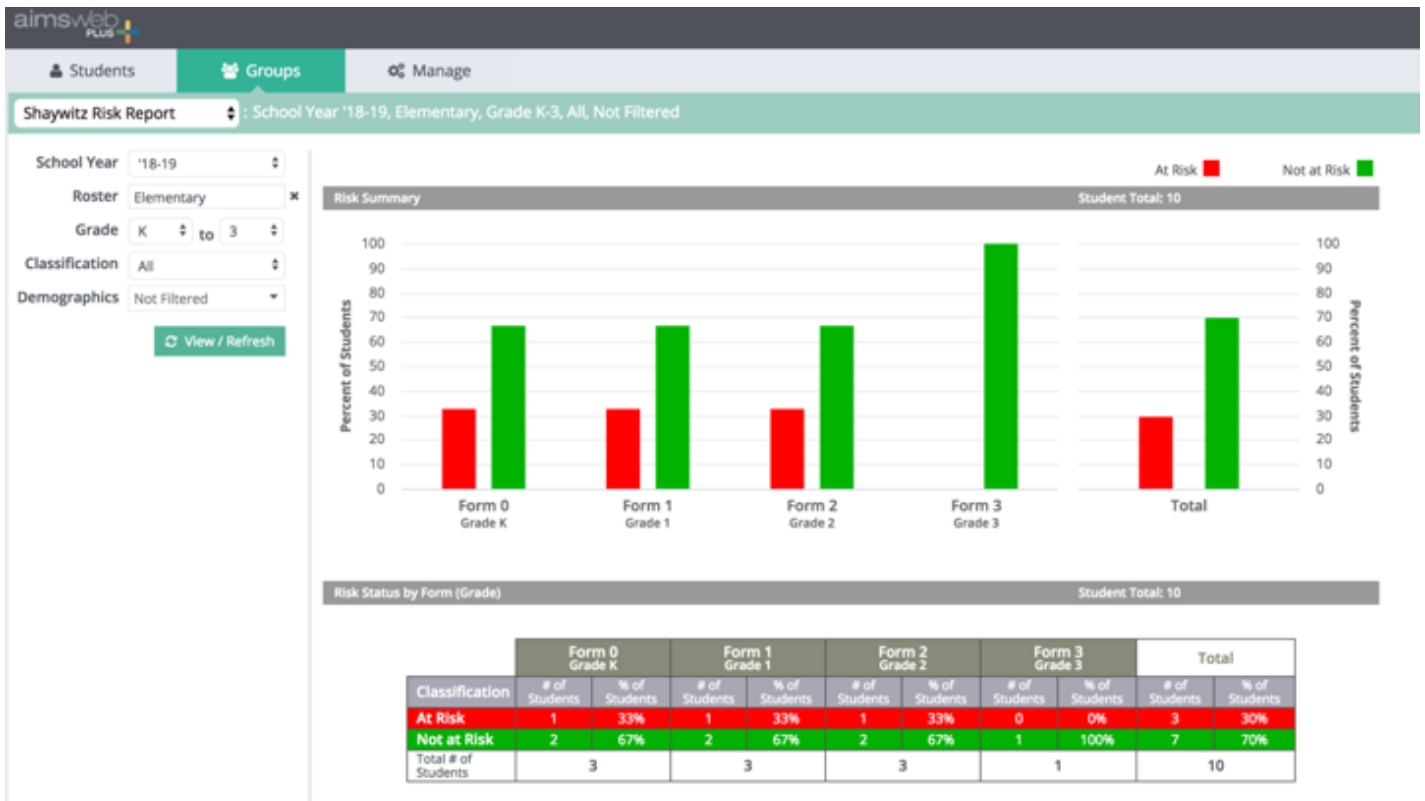 aimsweb
PLUS
Students Groups Manage
Shaywitz Risk Report : School Year '18-19, Elementary, Grade K-3, All, Not Filtered
School Year '18-19
Roster Elementary
Grade K to 3
Classification All
Demographics Not Filtered
View / Refresh
At Risk Not at Risk
Risk Summary Student Total: 10
Percent of Students
100
90
80
70
60
50
40
30
20
10
0
Form 0 Form 1 Form 2 Form 3 Total
Grade K Grade 1 Grade 2 Grade 3
100
90
80
70
60
50
40
30
20
10
0
Percent of Students
Risk Status by Form (Grade) Student Total: 10
Form 0 Form 1 Form 2 Form 3 Total
Grade K Grade 1 Grade 2 Grade 3
Classification # of Students % of Students # of Students % of Students # of Students % of Students # of Students % of Students # of Students % of Students
At Risk 1 33% 1 33% 1 33% 0 0% 3 30%
Not at Risk 2 67% 2 67% 2 67% 1 100% 7 70%
Total # of Students 3 3 3 1 10